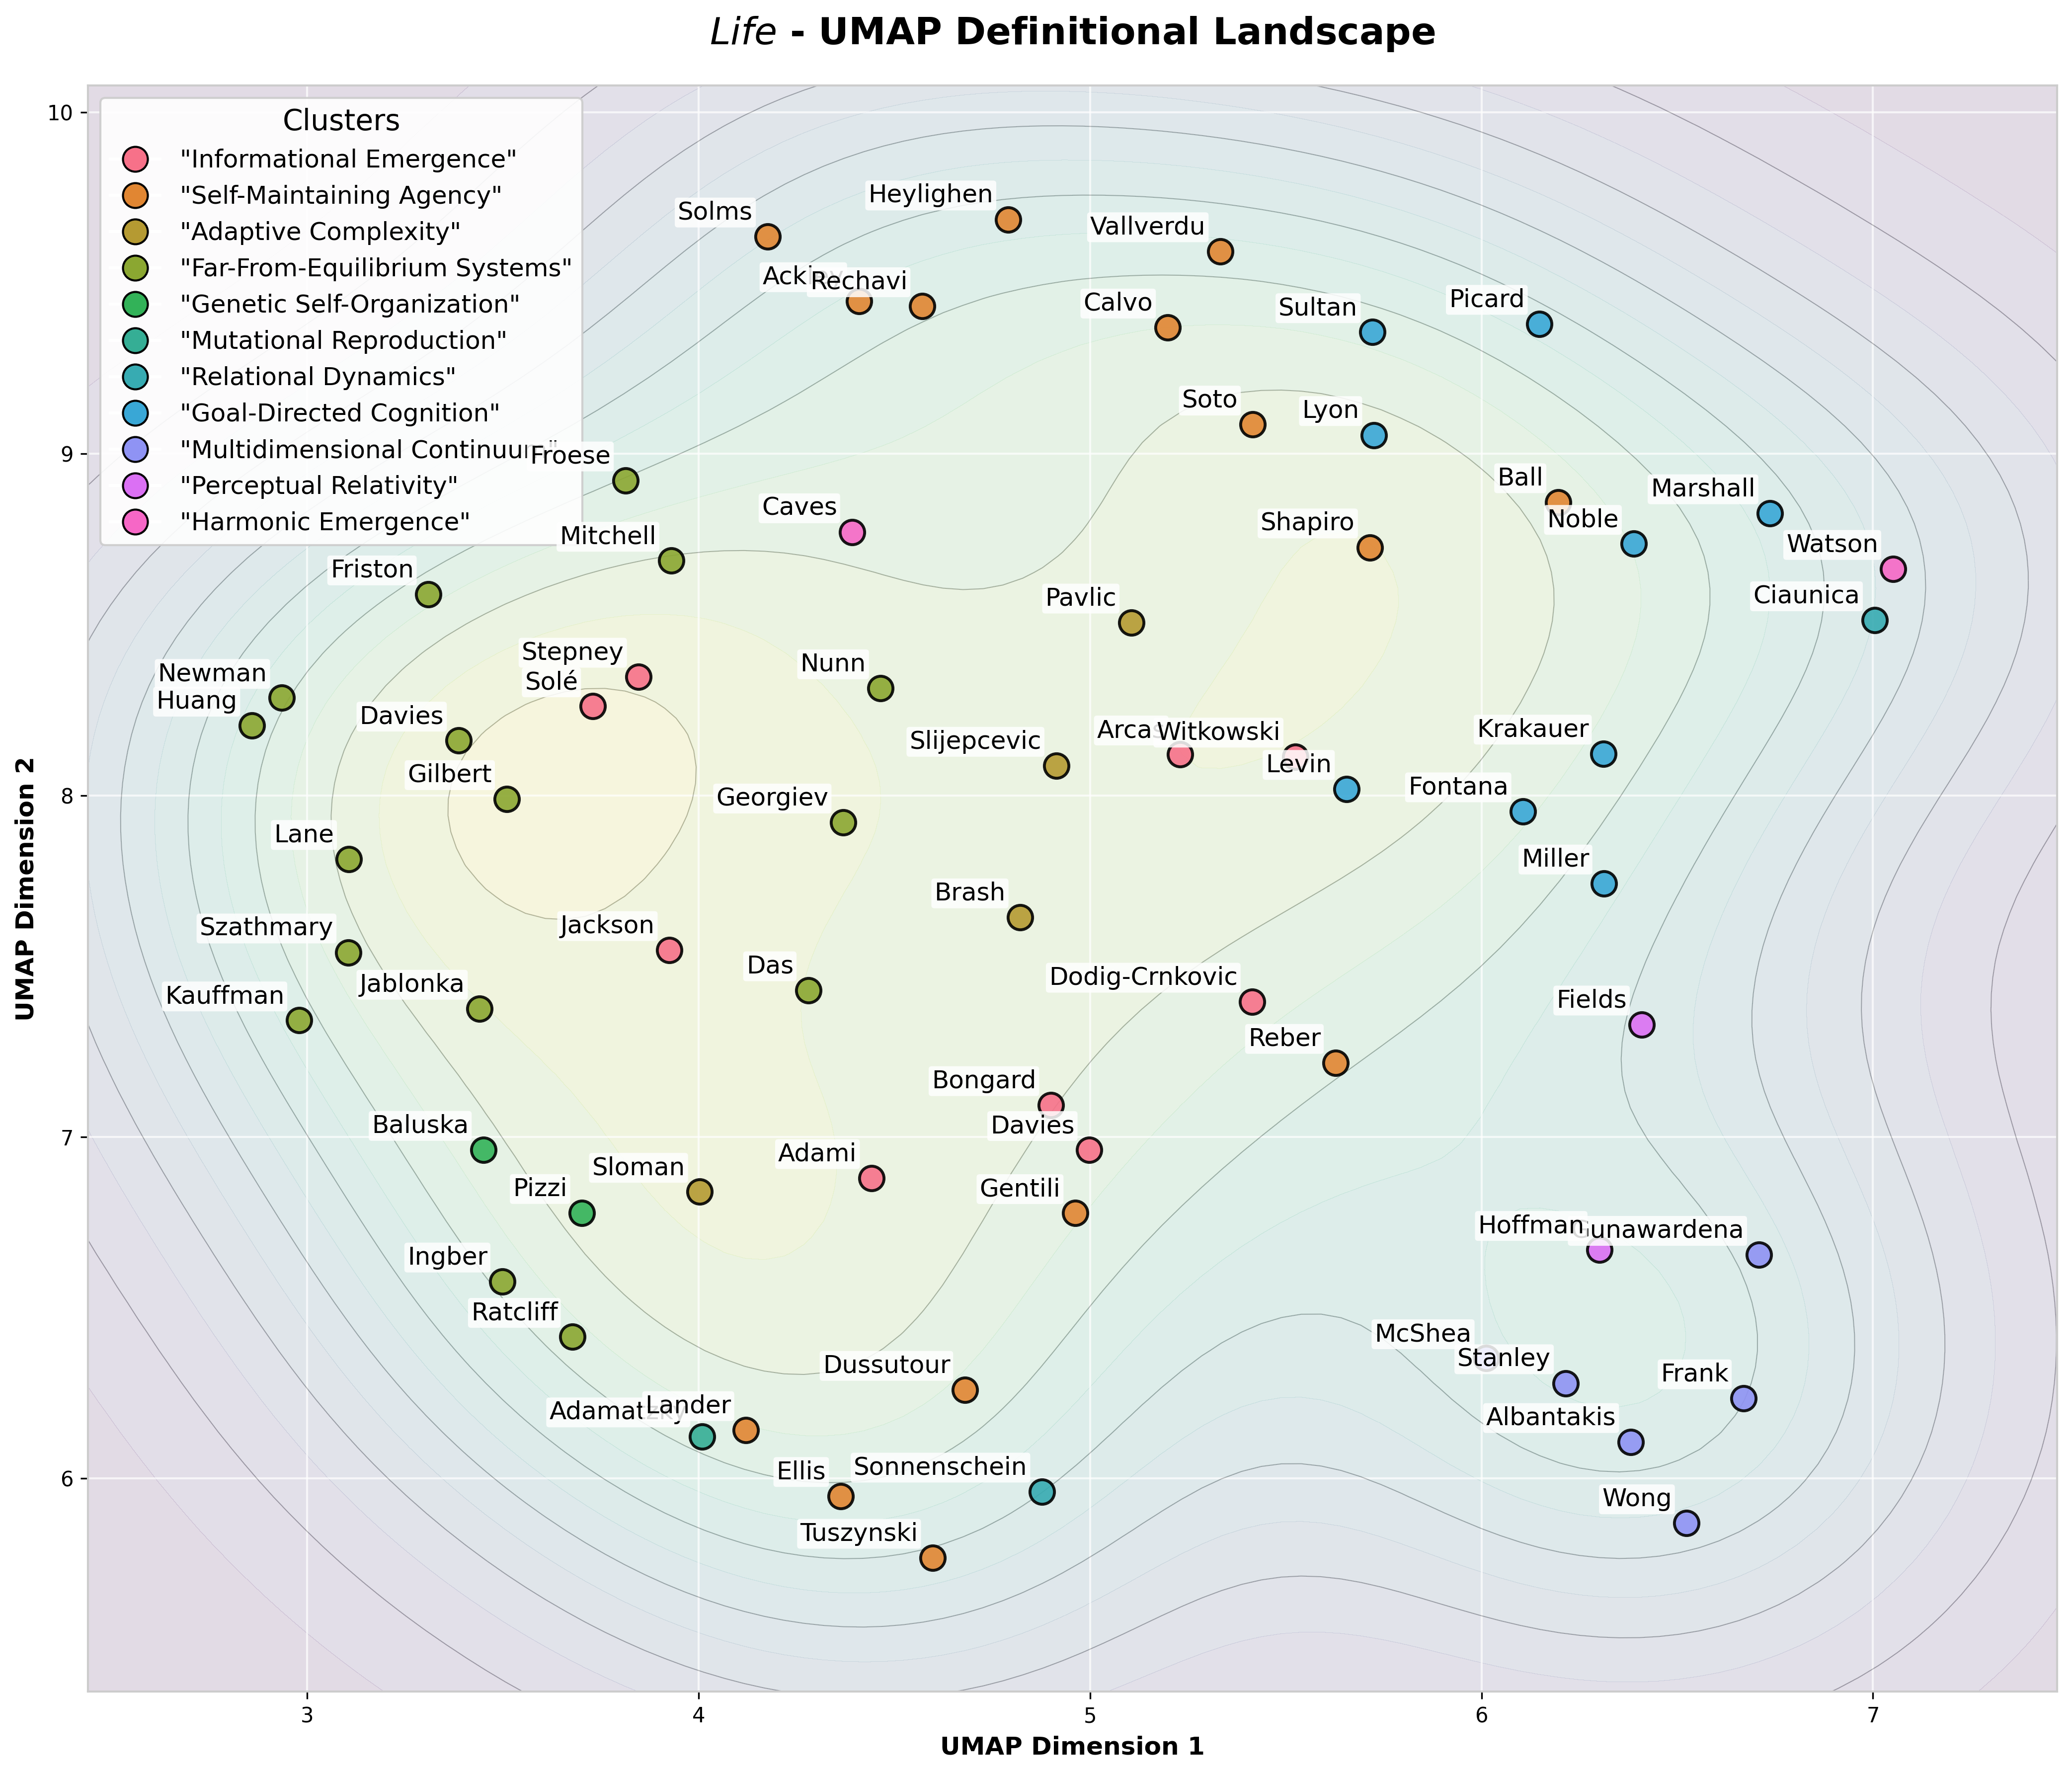 Life - UMAP Definitional Landscape
Clusters
"Informational Emergence"
"Self-Maintaining Agency"
"Adaptive Complexity"
"Far-From-Equilibrium Systems"
"Genetic Self-Organization"
"Mutational Reproduction"
"Relational Dynamics"
"Goal-Directed Cognition"
"Multidimensional Continuum"
"Perceptual Relativity"
"Harmonic Emergence"
Solms
Heylighen
Vallverdu
Rechavi
Calvo
Sultan
Picard
Soto
Lyon
Froese
Ball
Marshall
Caves
Noble
Mitchell
Shapiro
Watson
Friston
Pavlic
Ciaunica
Stepney
Nunn
Newman
Solé
Huang
Davies
Slijepcevic
Arcas
Witkowski
Krakauer
Levin
Gilbert
Georgiev
Fontana
Lane
Miller
Brash
Szathmary
Jackson
Das
Dodig-Crnkovic
Kauffman
Jablonka
Fields
Reber
Bongard
Baluska
Davies
Sloman
Adami
Pizzi
Gentili
Hoffman
Gunawardena
Ingber
Ratcliff
McShea
Stanley
Dussutour
Frank
Adamatzky
Lander
Albantakis
Ellis
Sonnenschein
Wong
Tuszynski
10
9
8
7
6
3
4
5
6
7
UMAP Dimension 1
UMAP Dimension 2